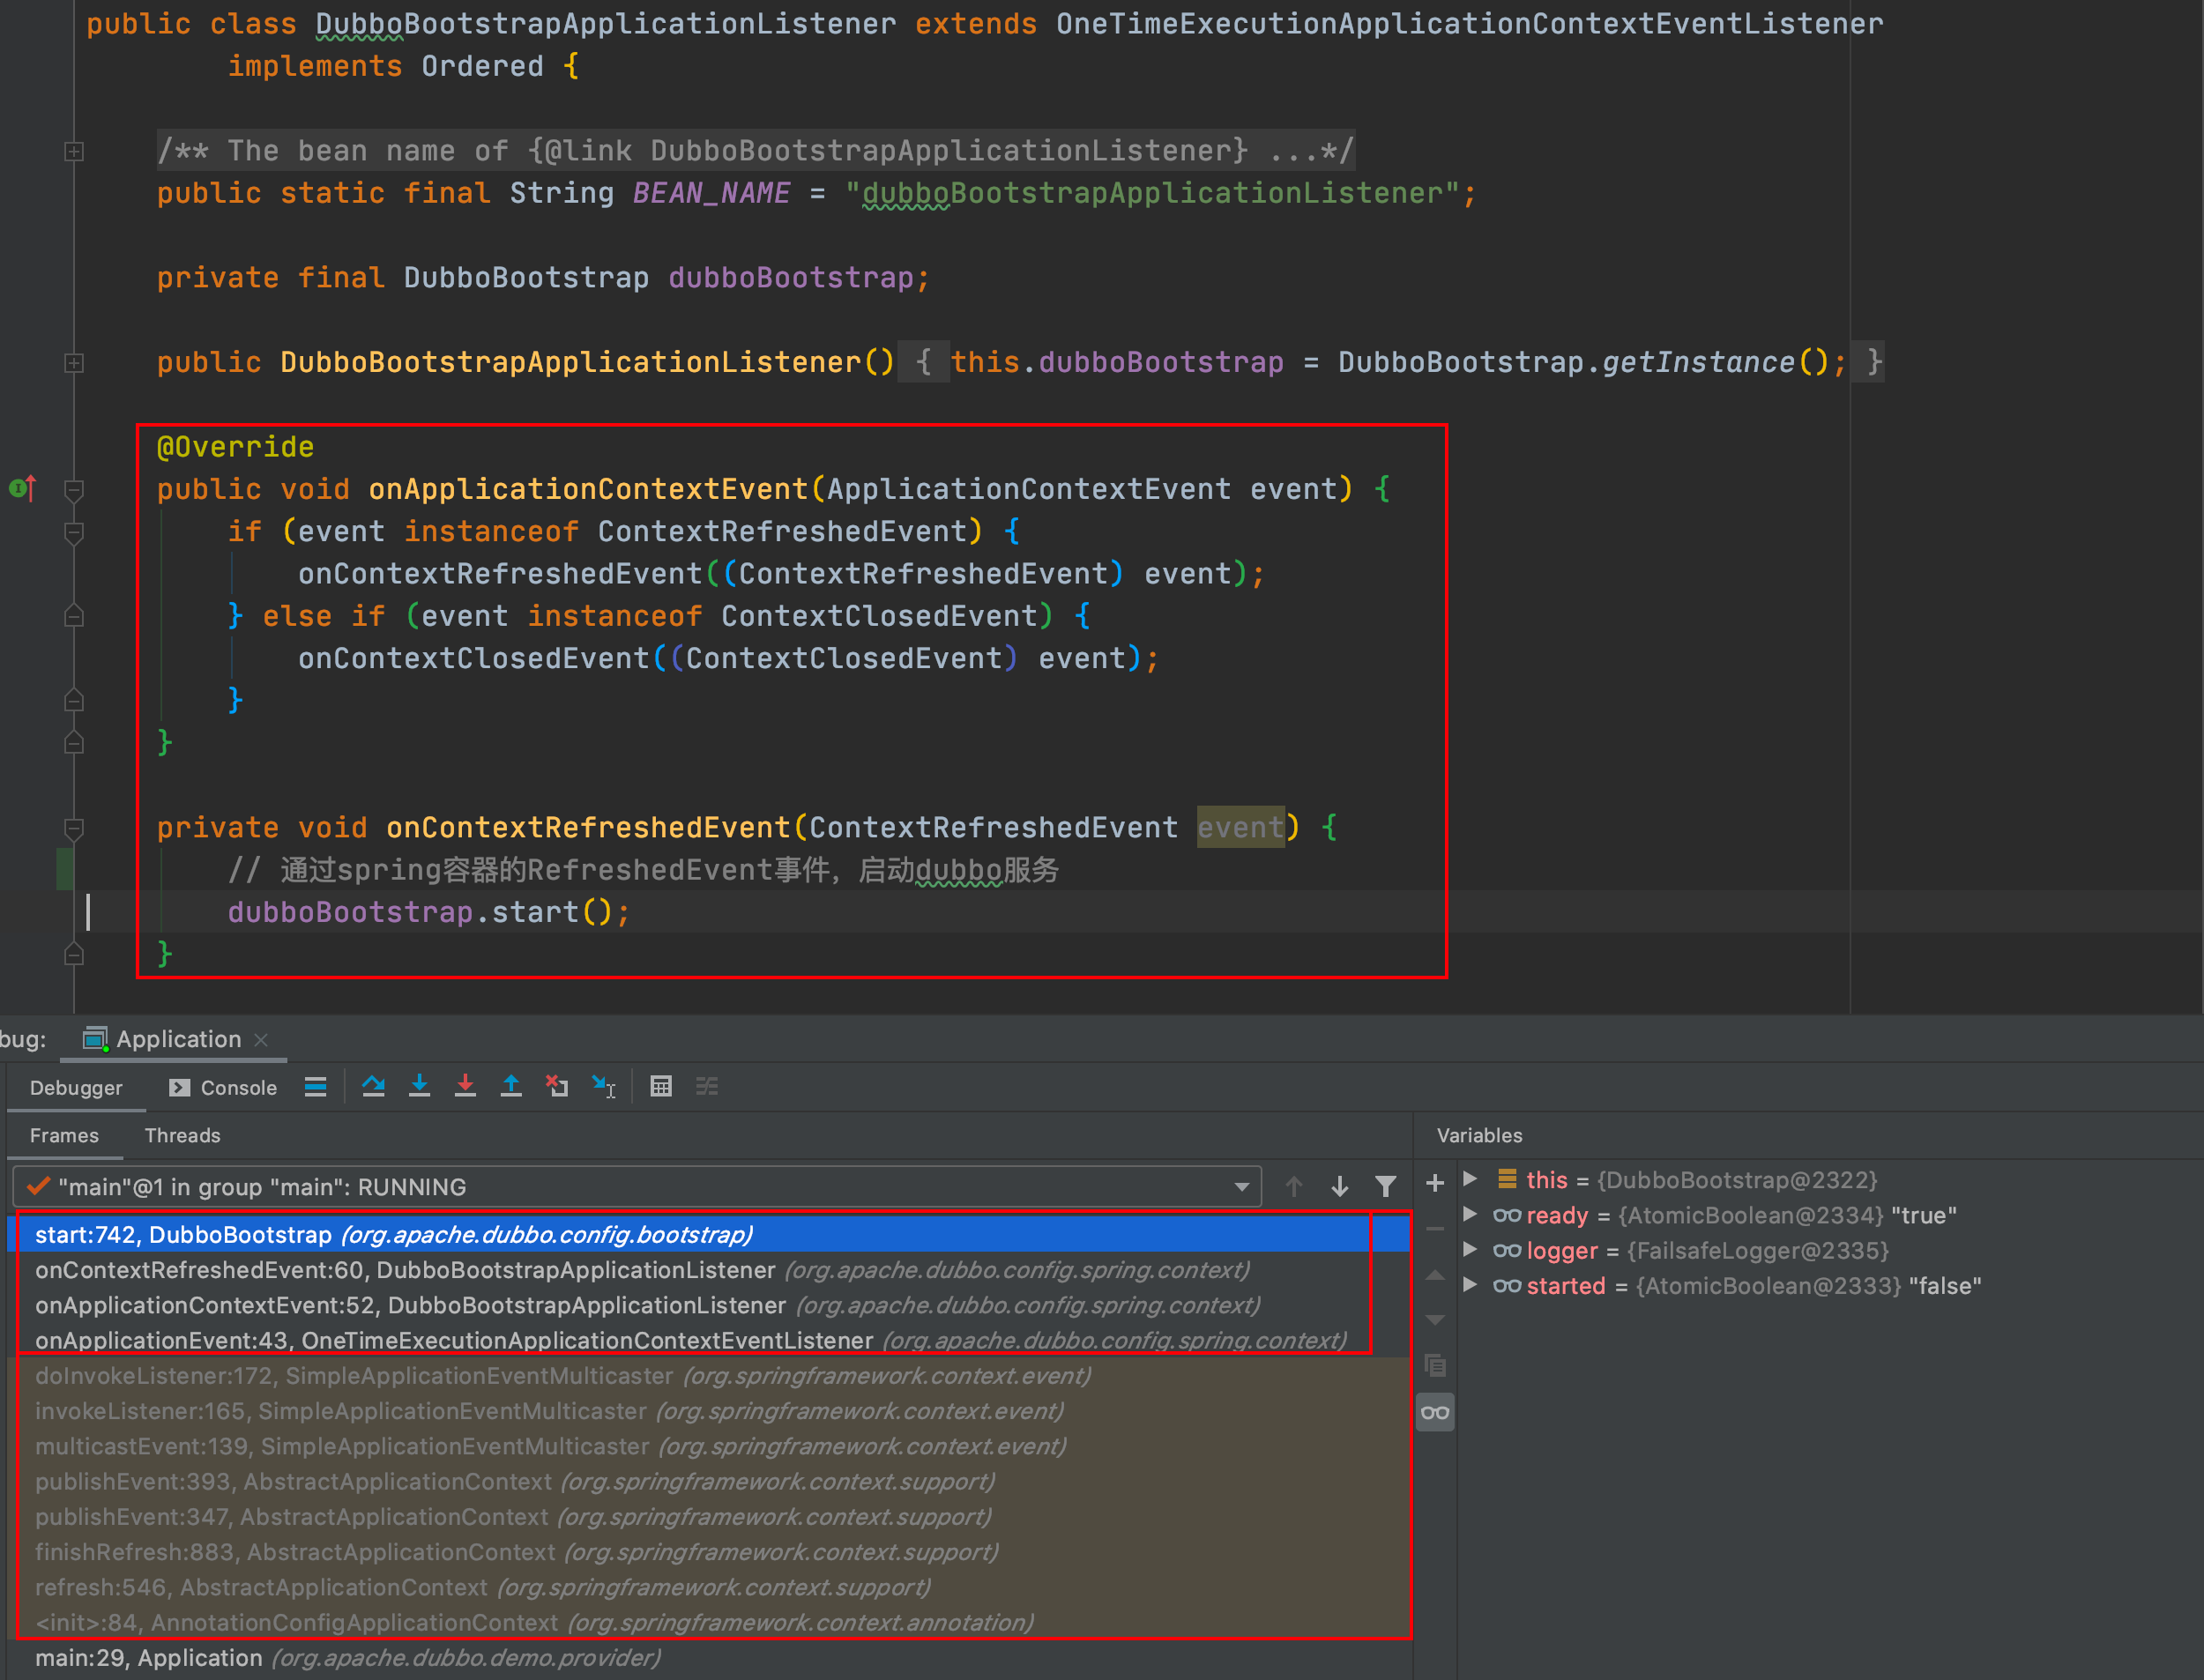 public class DubboBootstrapApplicationListener extends OneTimeExecutionApplicationContextEventListener
implements Ordered {
/** The bean name of {@link DubboBootstrapApplicationListener} ...*/
public static final String BEAN_NAME = "dubboBootstrapApplicationListener";
private final DubboBootstrap dubboBootstrap;
public DubboBootstrapApplicationListener() { this.dubboBootstrap = DubboBootstrap.getInstance(); }
@Override
public void onApplicationContextEvent(ApplicationContextEvent event) {
if (event instanceof ContextRefreshedEvent) {
onContextRefreshedEvent((ContextRefreshedEvent) event);
} else if (event instanceof ContextClosedEvent) {
onContextClosedEvent((ContextClosedEvent) event);
}
}
private void onContextRefreshedEvent(ContextRefreshedEvent event) {
// 通过spring容器的RefreshedEvent事件，启动dubbo服务
dubboBootstrap.start();
}
bug: Application
Debugger Console
Frames Threads
Variables
"main"@1 in group "main": RUNNING
start:742, DubboBootstrap (org.apache.dubbo.config.bootstrap)
onContextRefreshedEvent:60, DubboBootstrapApplicationListener (org.apache.dubbo.config.spring.context)
onApplicationContextEvent:52, DubboBootstrapApplicationListener (org.apache.dubbo.config.spring.context)
onApplicationEvent:43, OneTimeExecutionApplicationContextEventListener (org.apache.dubbo.config.spring.context)
doInvokeListener:172, SimpleApplicationEventMulticaster (org.springframework.context.event)
invokeListener:165, SimpleApplicationEventMulticaster (org.springframework.context.event)
multicastEvent:139, SimpleApplicationEventMulticaster (org.springframework.context.event)
publishEvent:393, AbstractApplicationContext (org.springframework.context.support)
publishEvent:347, AbstractApplicationContext (org.springframework.context.support)
finishRefresh:883, AbstractApplicationContext (org.springframework.context.support)
refresh:546, AbstractApplicationContext (org.springframework.context.support)
<init>:84, AnnotationConfigApplicationContext (org.springframework.context.annotation)
main:29, Application (org.apache.dubbo.demo.provider)
this = {DubboBootstrap@2322}
ready = {AtomicBoolean@2334} "true"
logger = {FailsafeLogger@2335}
started = {AtomicBoolean@2333} "false"